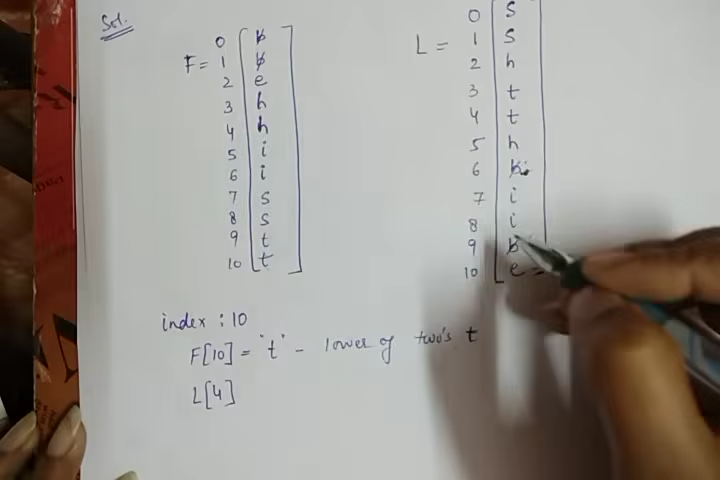 Sol.
F =
0 b
1 b
2 e
3 h
4 h
5 i
6 i
7 s
8 s
9 t
10 t
L =
0 s
1 s
2 h
3 t
4 t
5 h
6 b
7 i
8 i
9 b
10 e
index : 10
F[10] = 't' - lower of two's t
L[4]